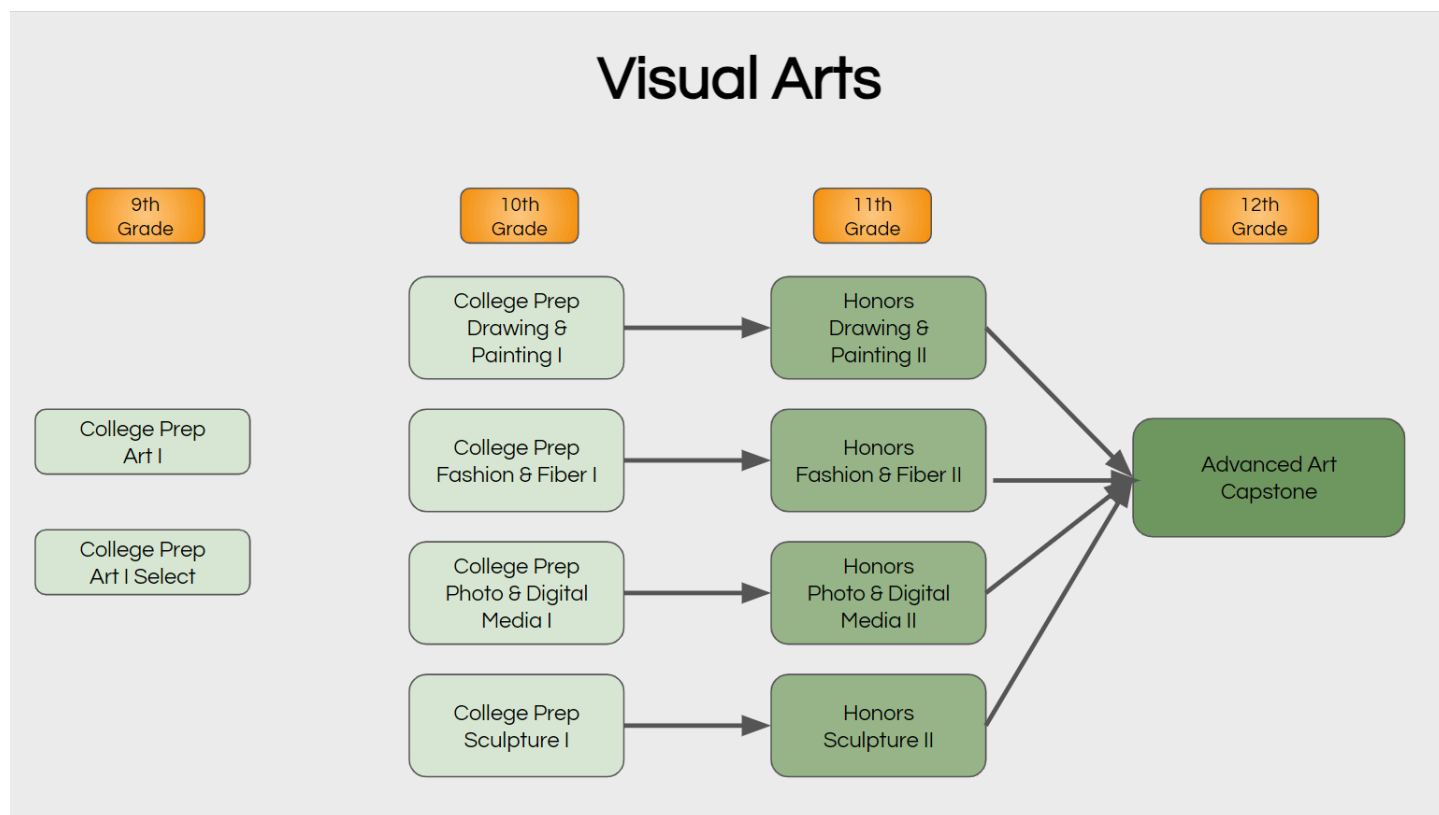 Visual Arts
9th
Grade
10th
Grade
11th
Grade
12th
Grade
College Prep
Art I
College Prep
Art I Select
College Prep
Drawing &
Painting I
College Prep
Fashion & Fiber I
College Prep
Photo & Digital
Media I
College Prep
Sculpture I
Honors
Drawing &
Painting II
Honors
Fashion & Fiber II
Honors
Photo & Digital
Media II
Honors
Sculpture II
Advanced Art
Capstone